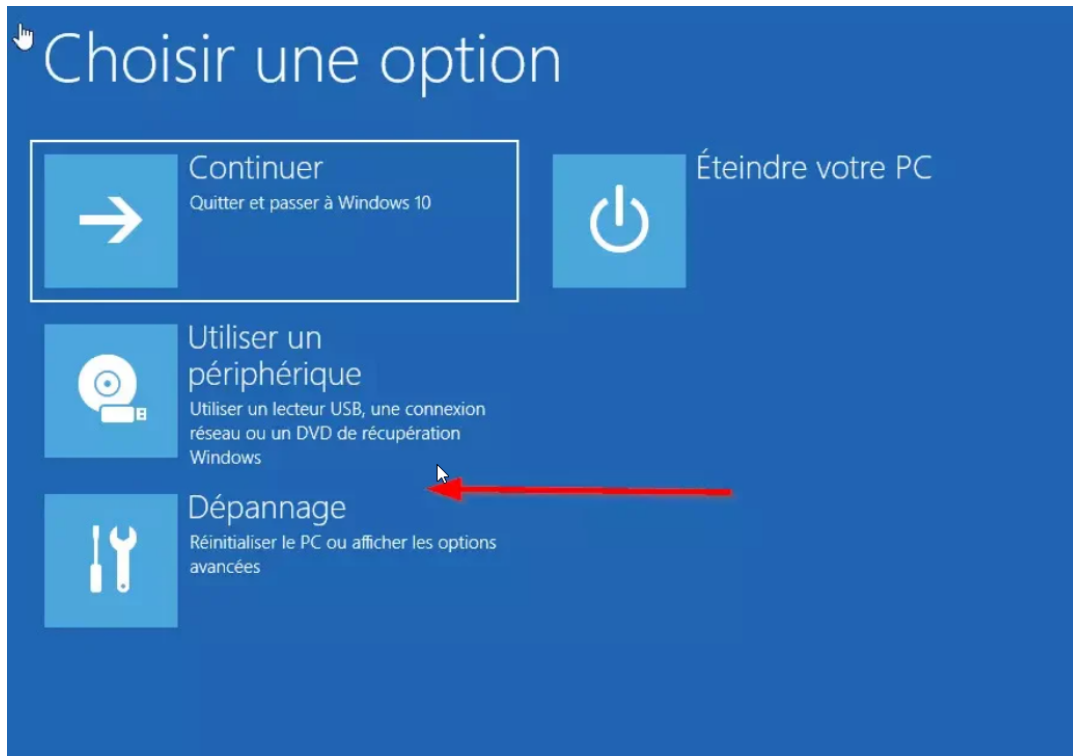 Choisir une option
Continuer
Quitter et passer à Windows 10
Éteindre votre PC
Utiliser un
périphérique
Utiliser un lecteur USB, une connexion
réseau ou un DVD de récupération
Windows
Dépannage
Réinitialiser le PC ou afficher les options
avancées